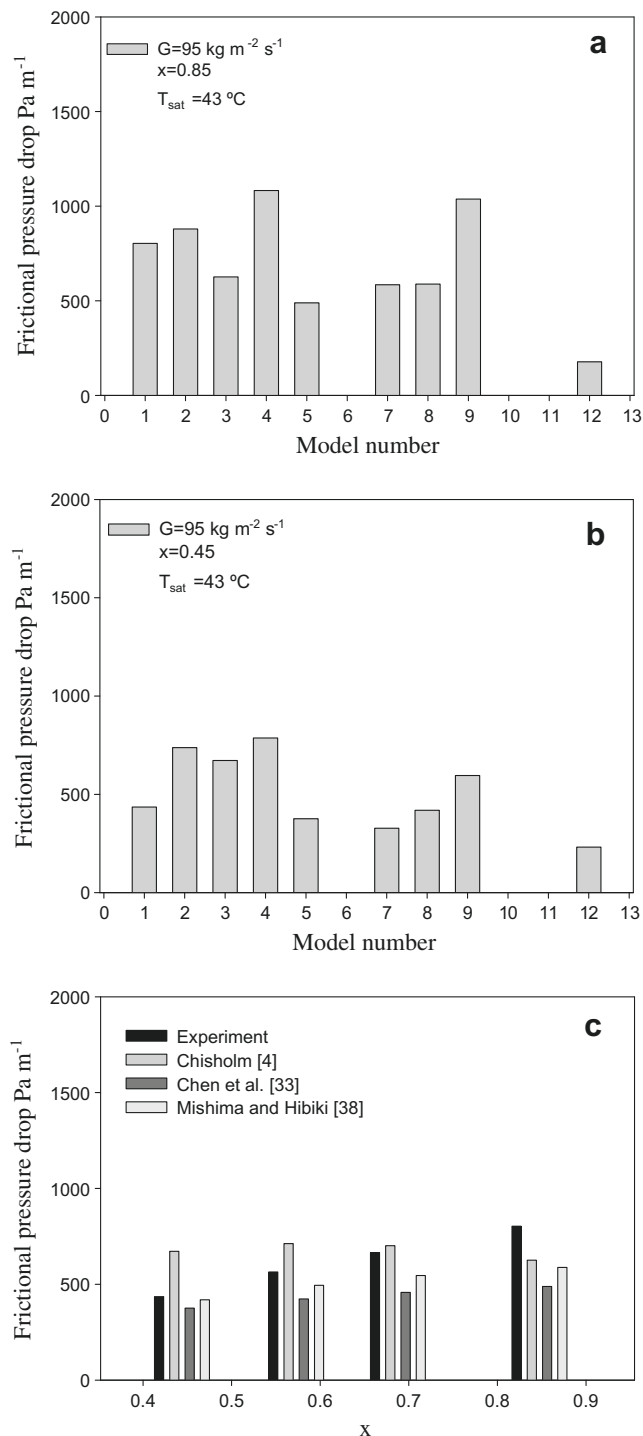 2000
1500
1000
500
0
Frictional pressure drop Pa m-1
G=95 kg m-2 s-1
x=0.85
Tsat =43 ºC
a
0 1 2 3 4 5 6 7 8 9 10 11 12 13
Model number
2000
1500
1000
500
0
Frictional pressure drop Pa m-1
G=95 kg m-2 s-1
x=0.45
Tsat =43 ºC
b
0 1 2 3 4 5 6 7 8 9 10 11 12 13
Model number
2000
1500
1000
500
0
Frictional pressure drop Pa m-1
Experiment
Chisholm [4]
Chen et al. [33]
Mishima and Hibiki [38]
c
0.4 0.5 0.6 0.7 0.8 0.9
x